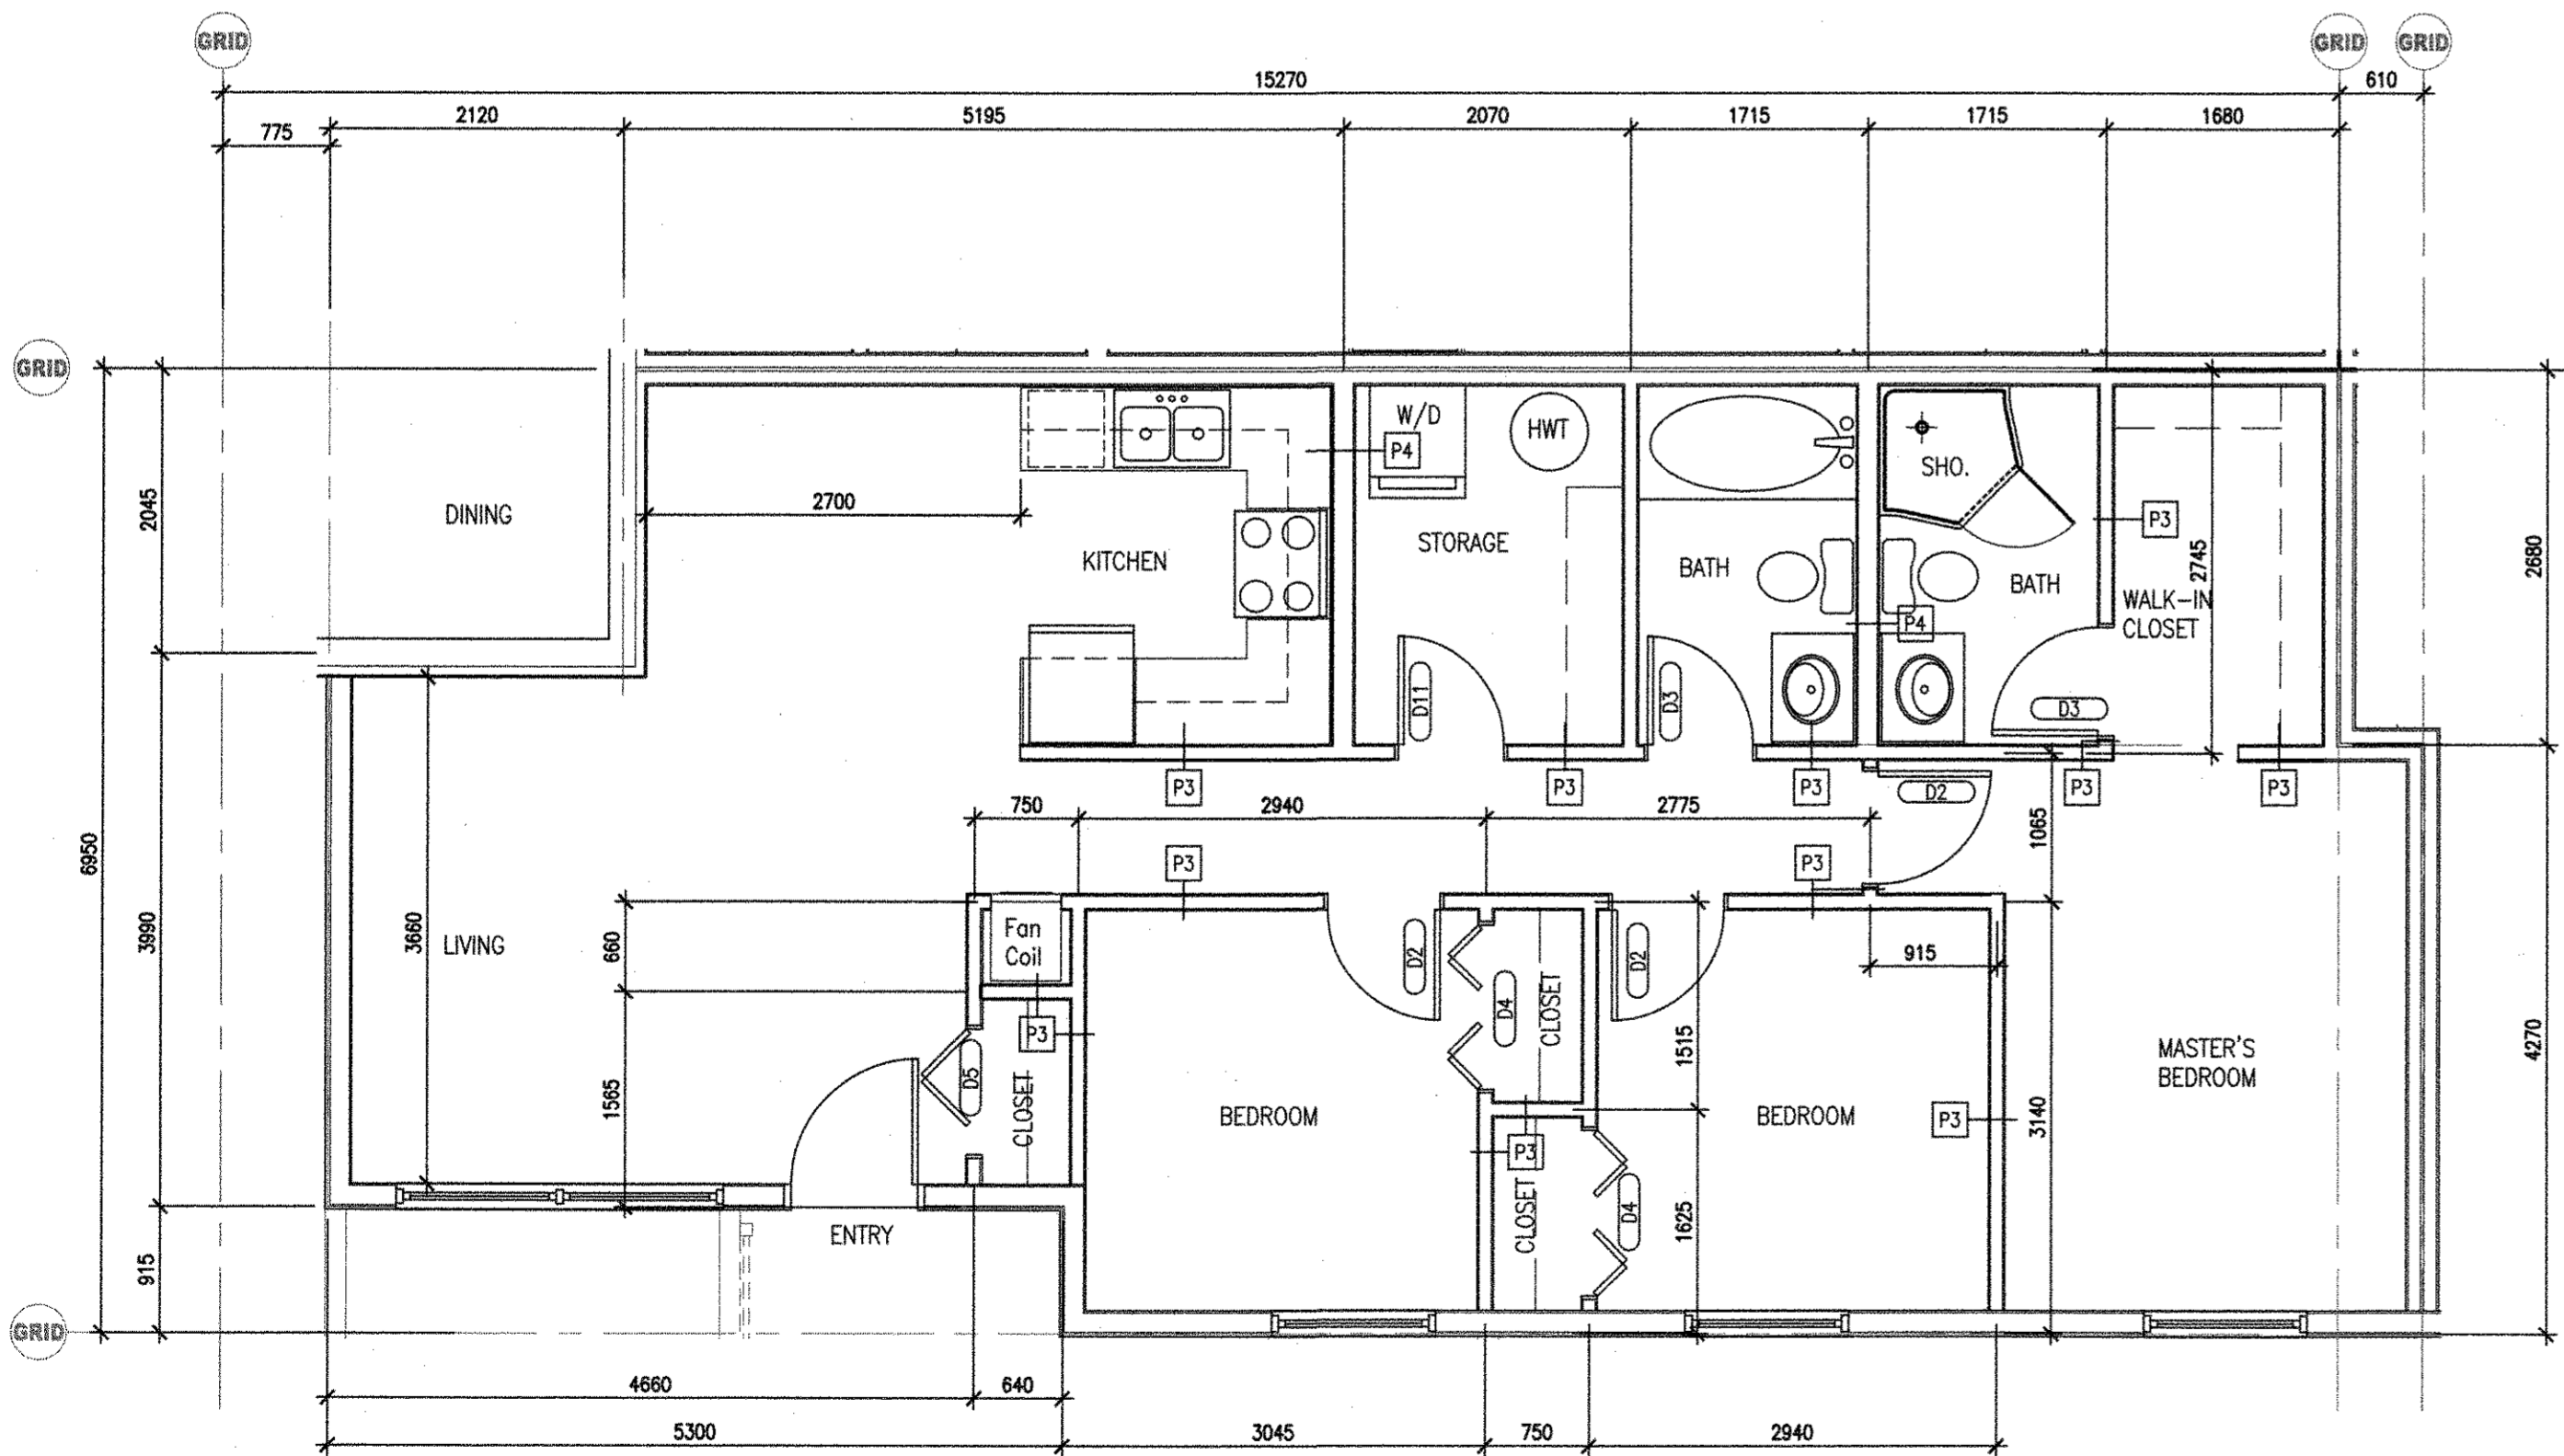 GRID
GRID
GRID
15270
610
2120
5195
2070
1715
1715
1680
775
GRID
W/D
HWT
P4
SHO.
2045
DINING
2700
KITCHEN
STORAGE
BATH
P3
2745
2680
BATH
WALK-IN
CLOSET
P4
D11
D3
D3
P3
P3
P3
P3
P3
D2
750
2940
2775
1065
6950
P3
P3
3990
3660
LIVING
660
Fan
Coil
D2
D4
CLOSET
D2
915
P3
1565
D5
CLOSET
BEDROOM
1515
BEDROOM
P3
3140
MASTER'S
BEDROOM
4270
P3
CLOSET
D4
1625
915
ENTRY
GRID
4660
640
5300
3045
750
2940